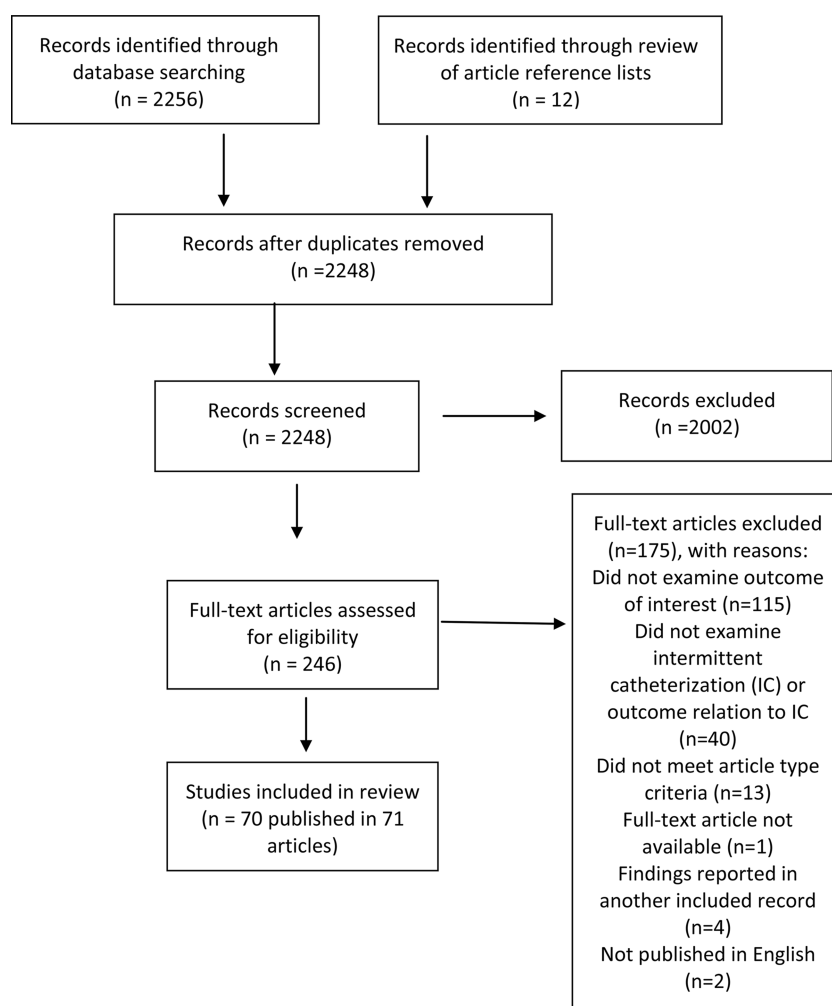 Records identified through
database searching
(n = 2256)
Records identified through review
of article reference lists
(n = 12)
Records after duplicates removed
(n =2248)
Records screened
(n = 2248)
Records excluded
(n =2002)
Full-text articles assessed
for eligibility
(n = 246)
Full-text articles excluded
(n=175), with reasons:
Did not examine outcome
of interest (n=115)
Did not examine
intermittent
catheterization (IC) or
outcome relation to IC
(n=40)
Did not meet article type
criteria (n=13)
Full-text article not
available (n=1)
Findings reported in
another included record
(n=4)
Not published in English
(n=2)
Studies included in review
(n = 70 published in 71
articles)